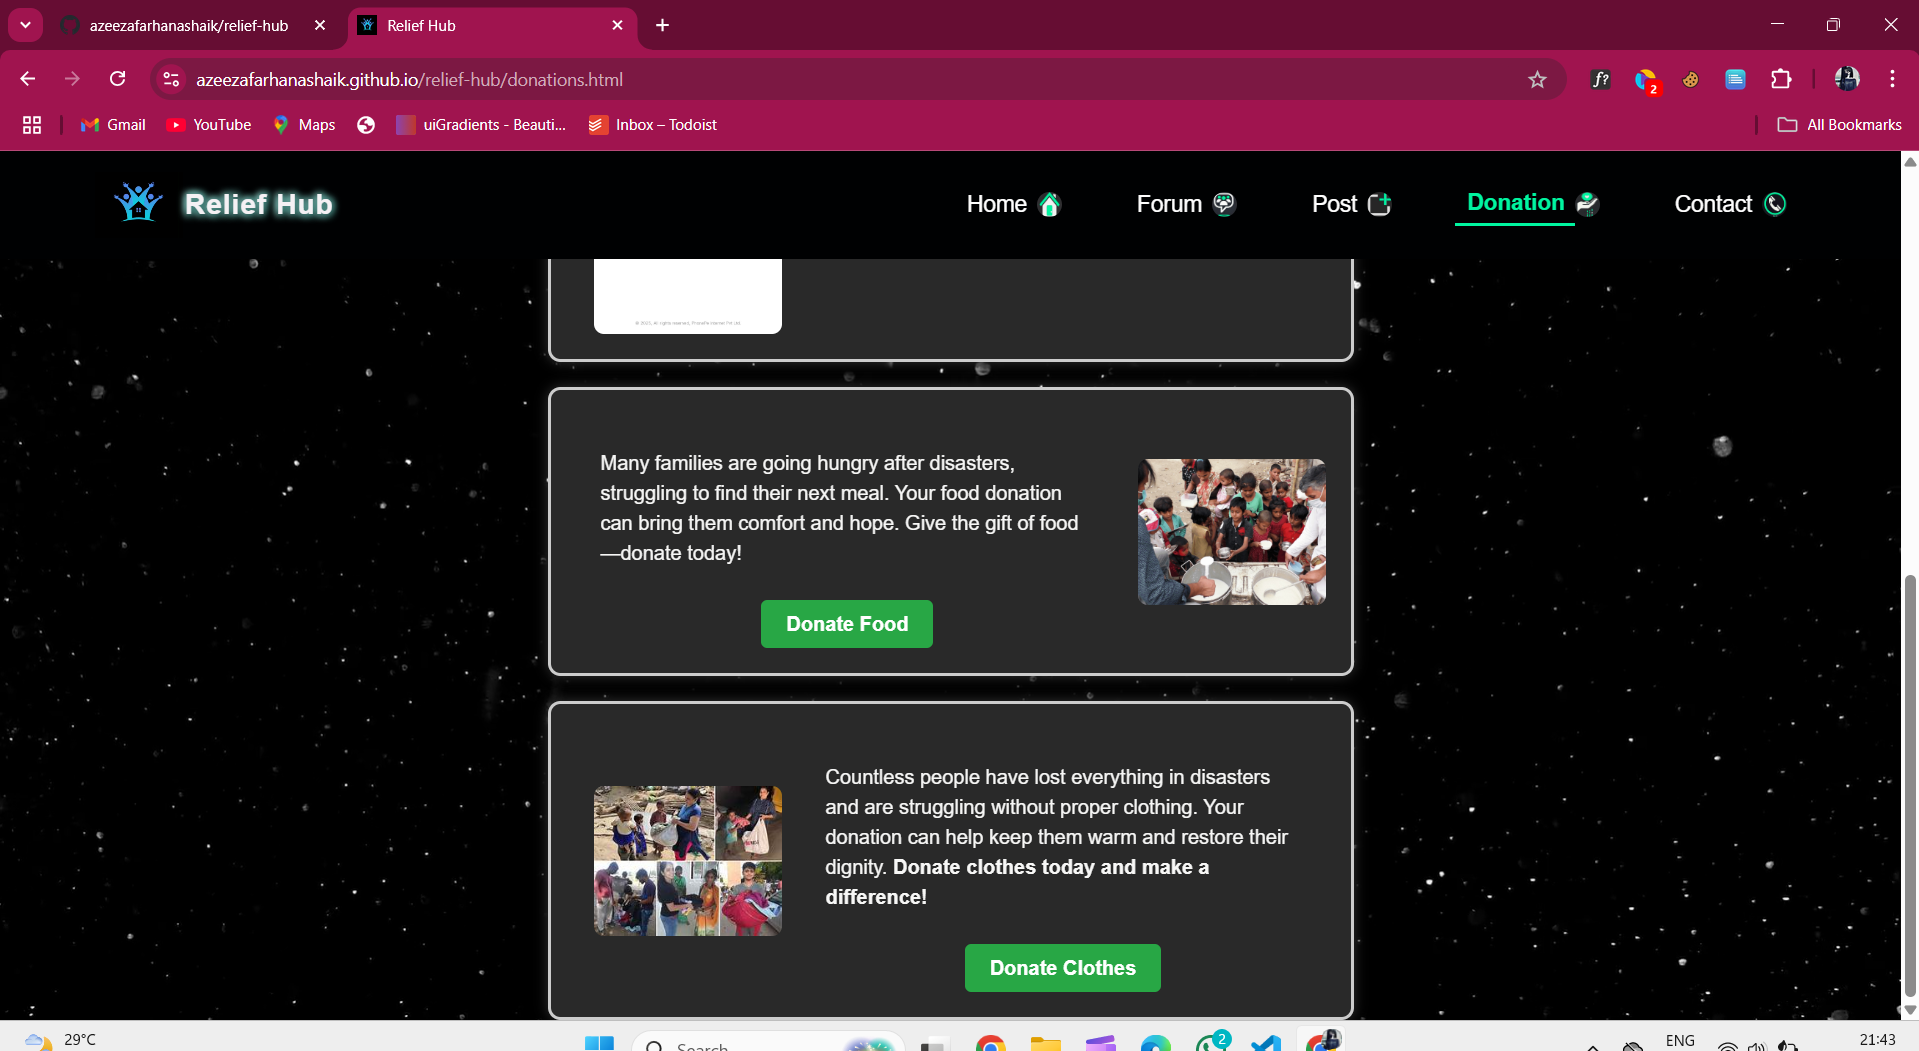 azeezafarhanashaik/relief-hub
Relief Hub
azeezafarhanashaik.github.io/relief-hub/donations.html
f?
2
Gmail
YouTube
Maps
uiGradients - Beauti...
Inbox – Todoist
All Bookmarks
Relief Hub
Home
Forum
Post
Donation
Contact
Many families are going hungry after disasters,
struggling to find their next meal. Your food donation
can bring them comfort and hope. Give the gift of food
—donate today!
Donate Food
Countless people have lost everything in disasters
and are struggling without proper clothing. Your
donation can help keep them warm and restore their
dignity. Donate clothes today and make a
difference!
Donate Clothes
29°C
Search
2
ENG
21:43